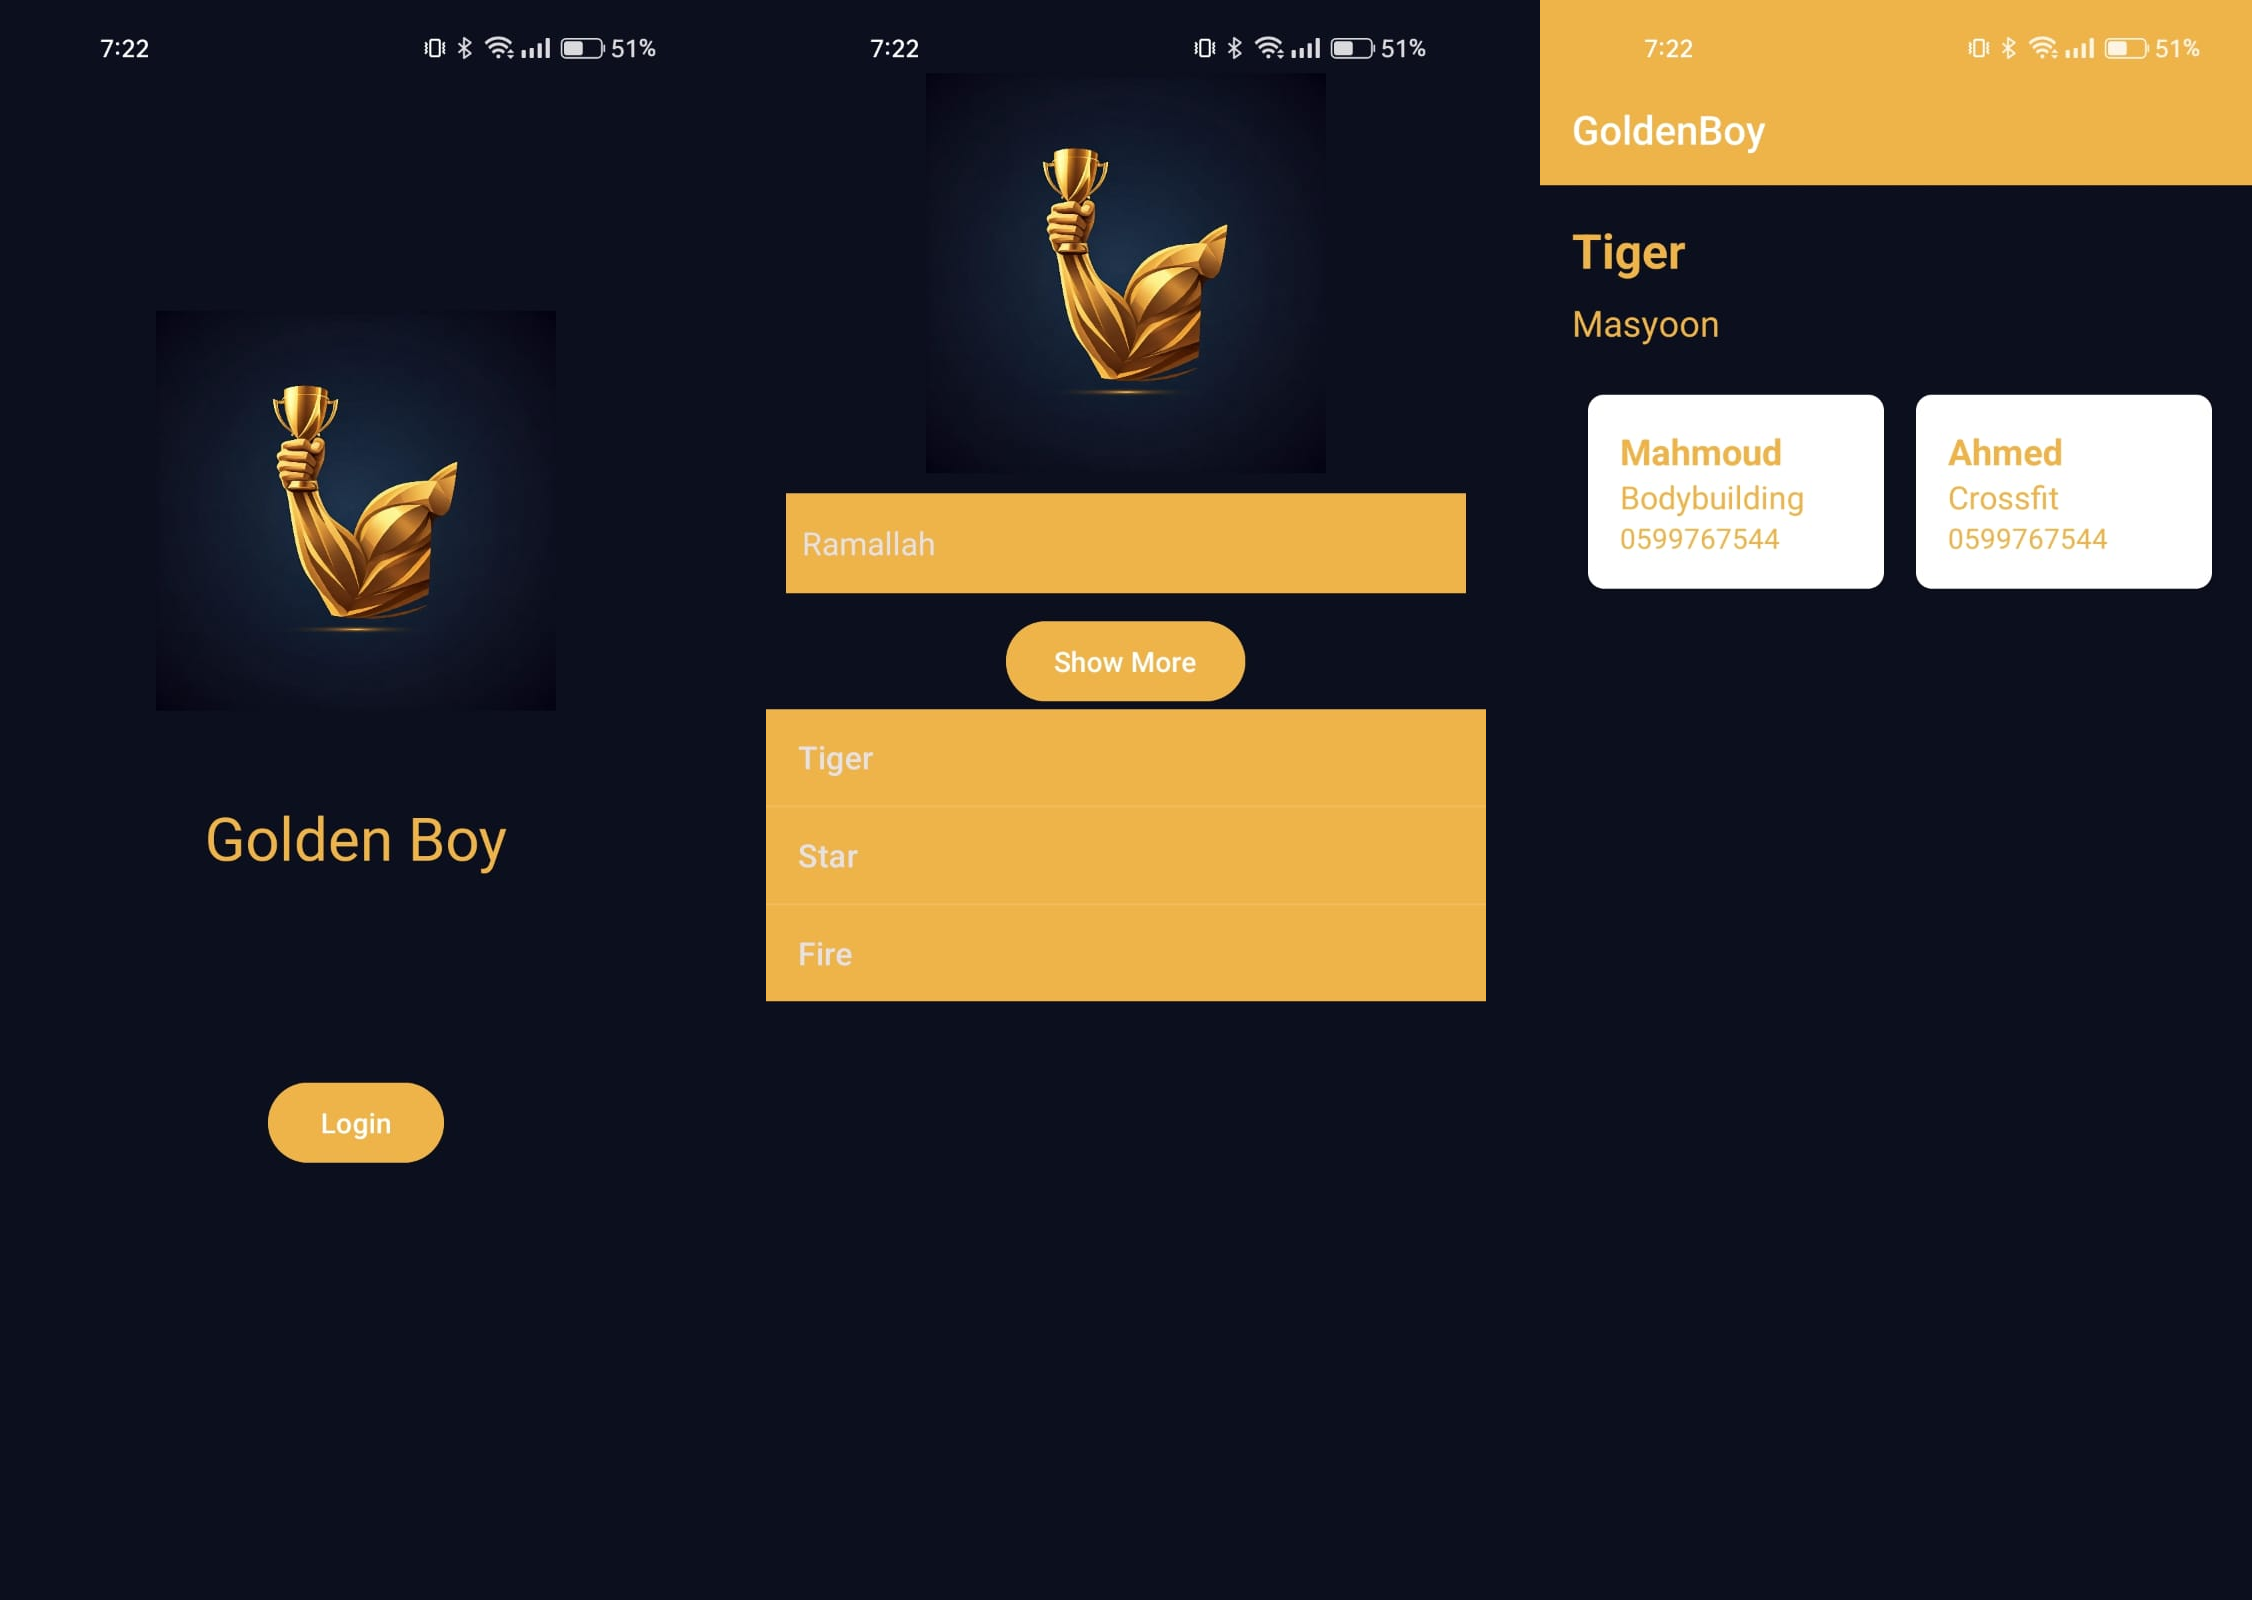 7:22
51%
Golden Boy
Login
7:22
51%
Ramallah
Show More
Tiger
Star
Fire
7:22
51%
GoldenBoy
Tiger
Masyoon
Mahmoud
Bodybuilding
0599767544
Ahmed
Crossfit
0599767544